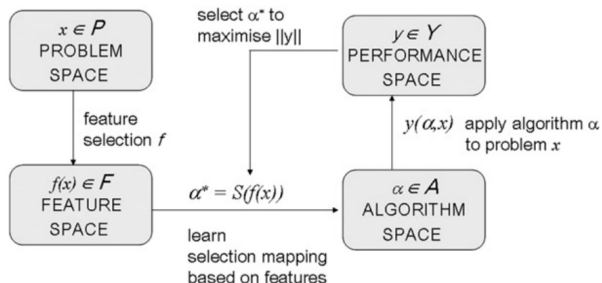 x ∈ P
PROBLEM
SPACE
feature
selection f
f(x) ∈ F
FEATURE
SPACE
select α* to
maximise ||y||
α* = S(f(x))
learn
selection mapping
based on features
y ∈ Y
PERFORMANCE
SPACE
y(α,x) apply algorithm α
to problem x
α ∈ A
ALGORITHM
SPACE